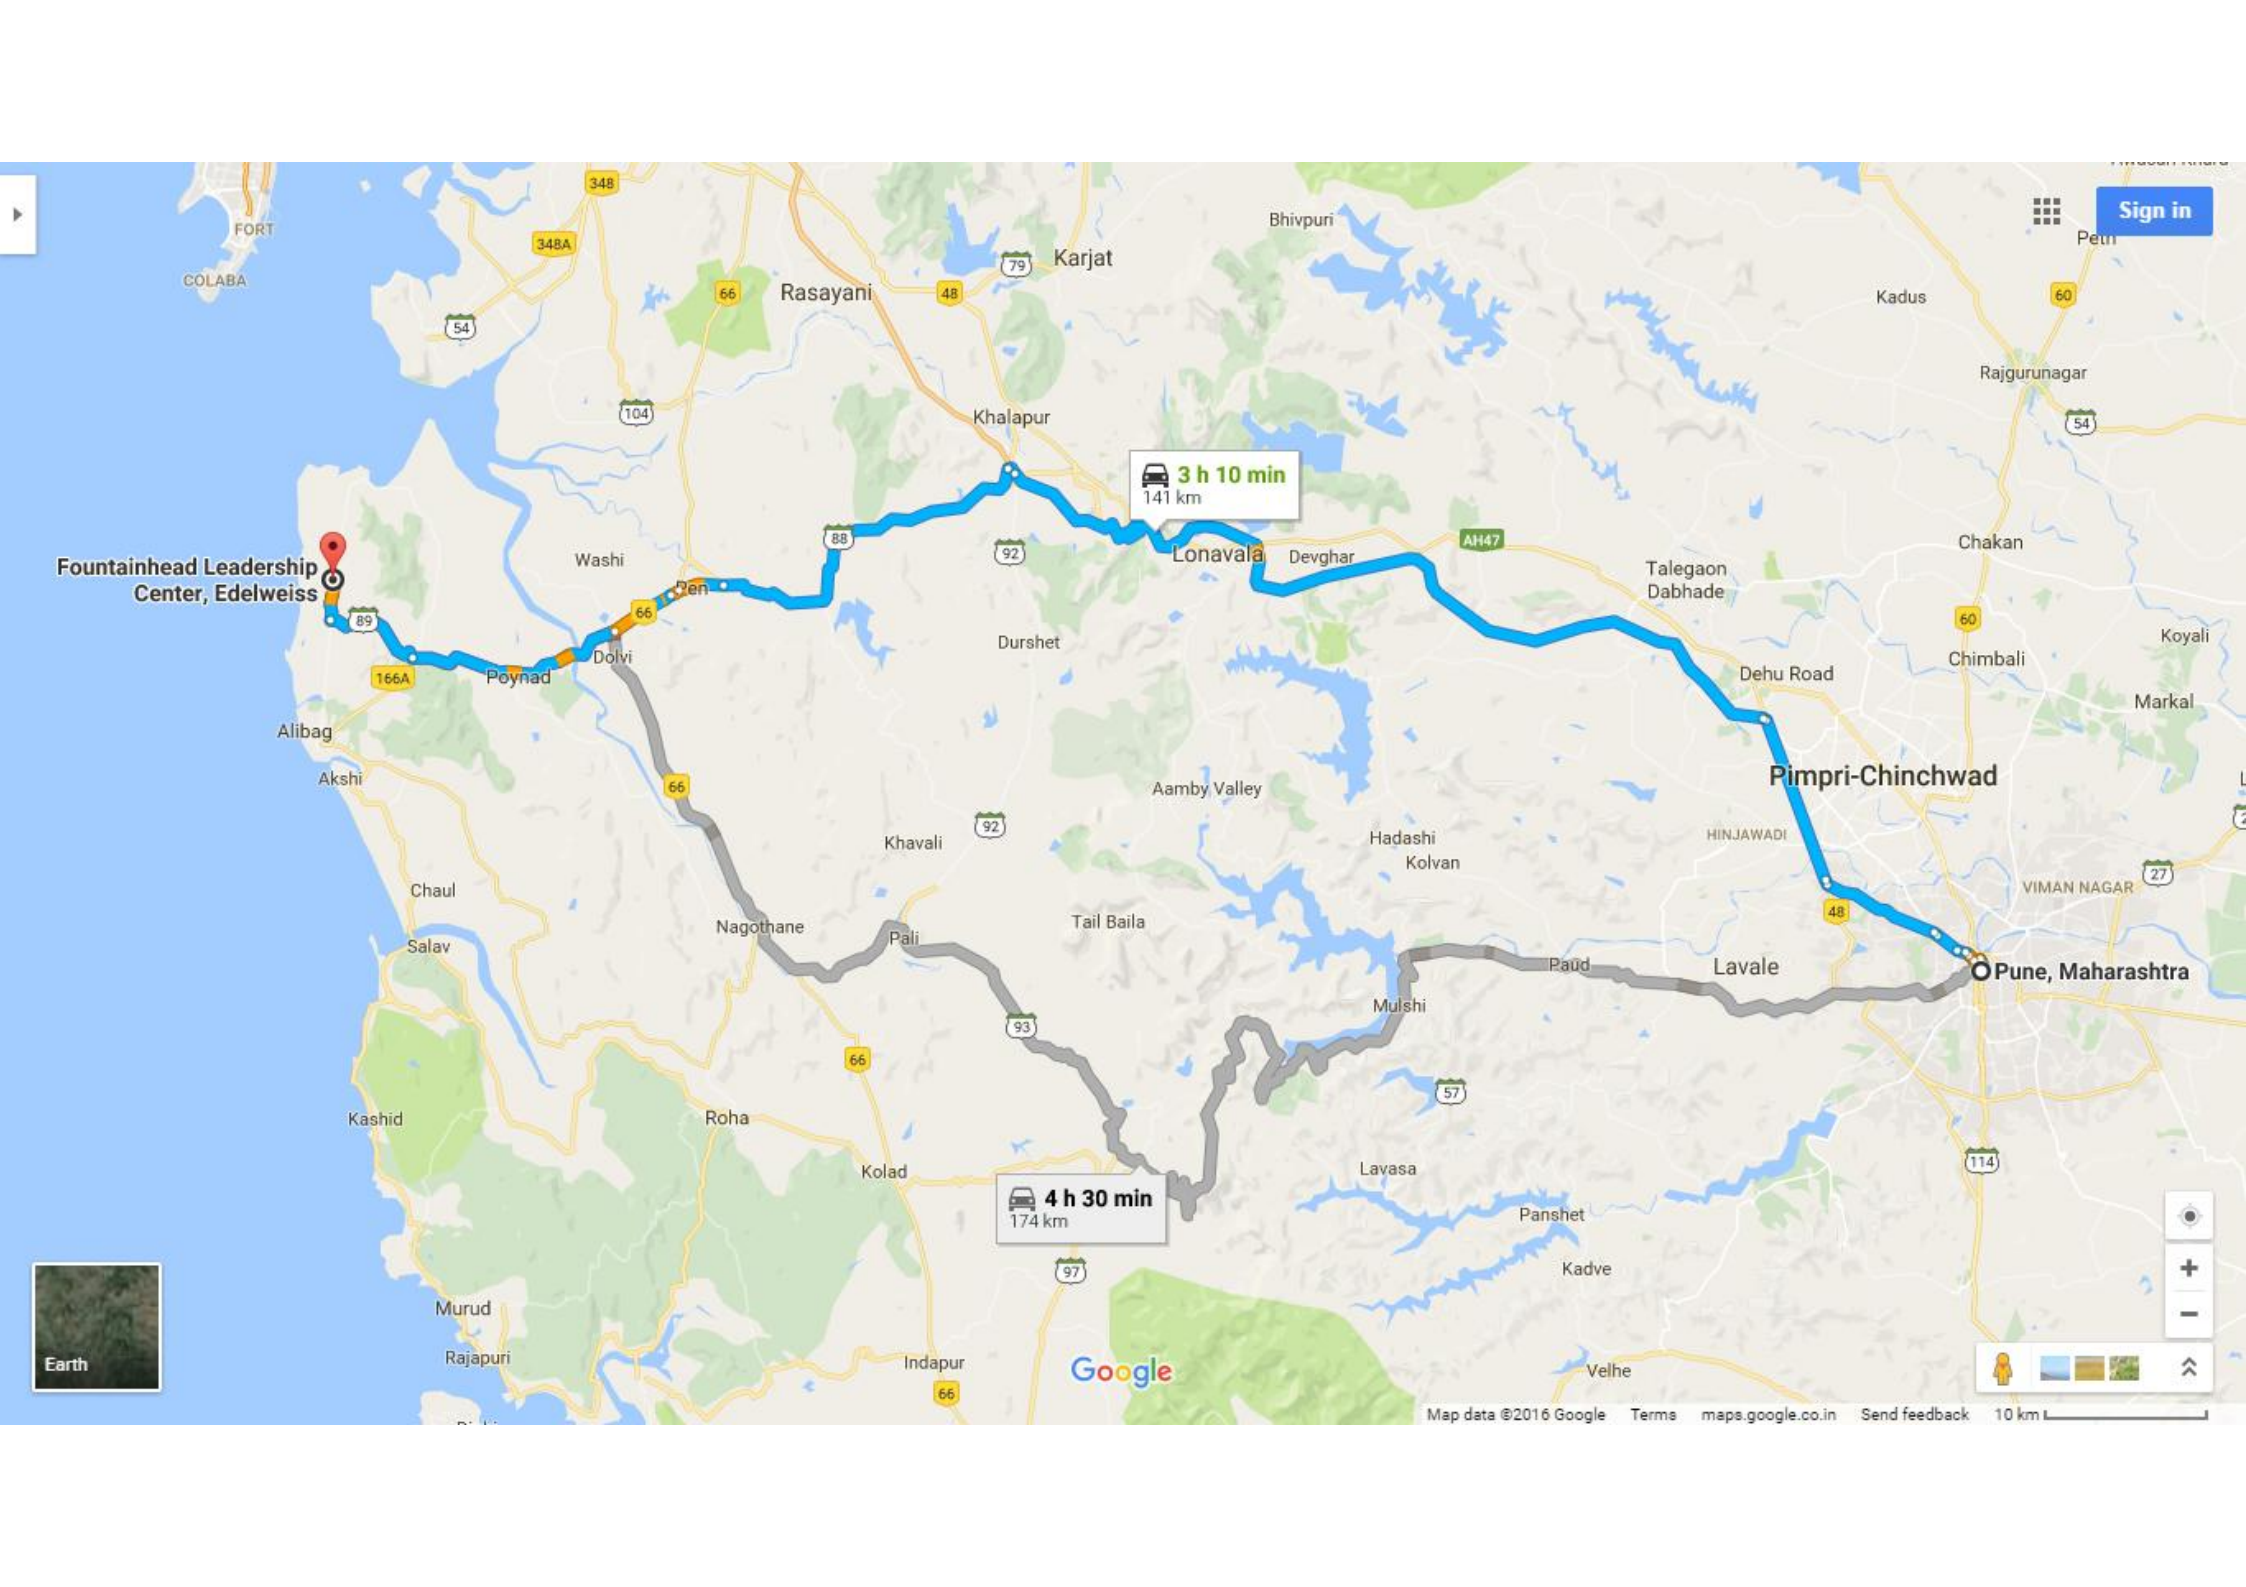 348
FORT
348A
COLABA
54
66
Rasayani
48
79
Karjat
Bhivpuri
Sign in
Kadus
60
Rajgurunagar
54
104
Khalapur
3 h 10 min
141 km
Fountainhead Leadership
Center, Edelweiss
Washi
88
92
Lonavala
Devghar
AH47
Talegaon
Dabhade
Chakan
Pen
66
89
60
Koyali
Durshet
Dolvi
Poynad
166A
Chimbali
Dehu Road
Markal
Alibag
Akshi
66
Aamby Valley
Pimpri-Chinchwad
92
Khavali
Hadashi
Kolvan
HINJAWADI
Chaul
VIMAN NAGAR
27
Nagothane
Pali
Tail Baila
48
Salav
Paud
Lavale
Pune, Maharashtra
Mulshi
93
66
57
Kashid
Roha
Kolad
Lavasa
114
4 h 30 min
174 km
Panshet
97
Kadve
Murud
Rajapuri
Earth
Indapur
66
Google
Velhe
Map data ©2016 Google Terms maps.google.co.in Send feedback 10 km